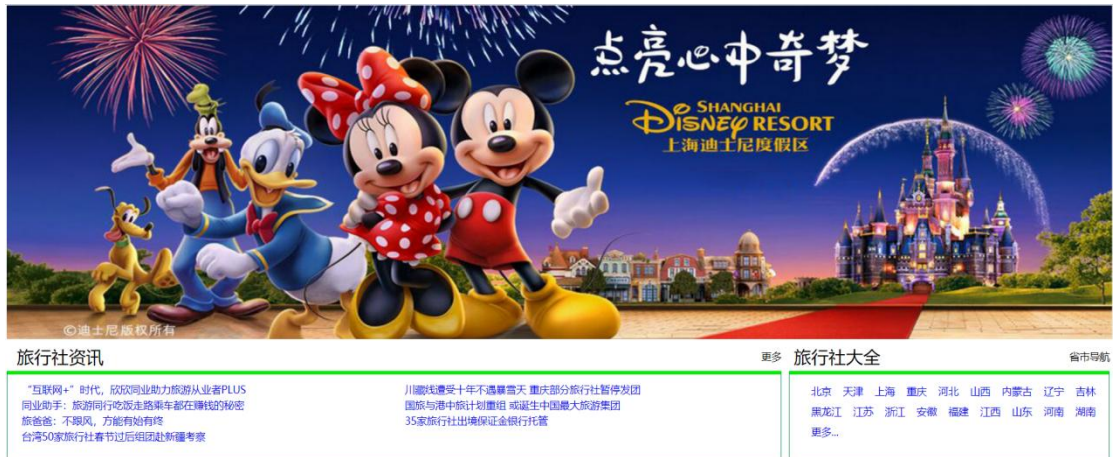 点亮心中奇梦
SHANGHAI
DISNEY RESORT
上海迪士尼度假区
©迪士尼版权所有
旅行社资讯 更多
“互联网+”时代，欣欣同业助力旅游从业者PLUS
同业助手：旅游同行吃饭走路乘车都在赚钱的秘密
旅爸爸：不跟风，方能有始有终
台湾50家旅行社春节过后组团赴新疆考察
川藏线遭受十年不遇暴雪天 重庆部分旅行社暂停发团
国旅与港中旅计划重组 或诞生中国最大旅游集团
35家旅行社出境保证金银行托管
旅行社大全 省市导航
北京 天津 上海 重庆 河北 山西 内蒙古 辽宁 吉林
黑龙江 江苏 浙江 安徽 福建 江西 山东 河南 湖南
更多...